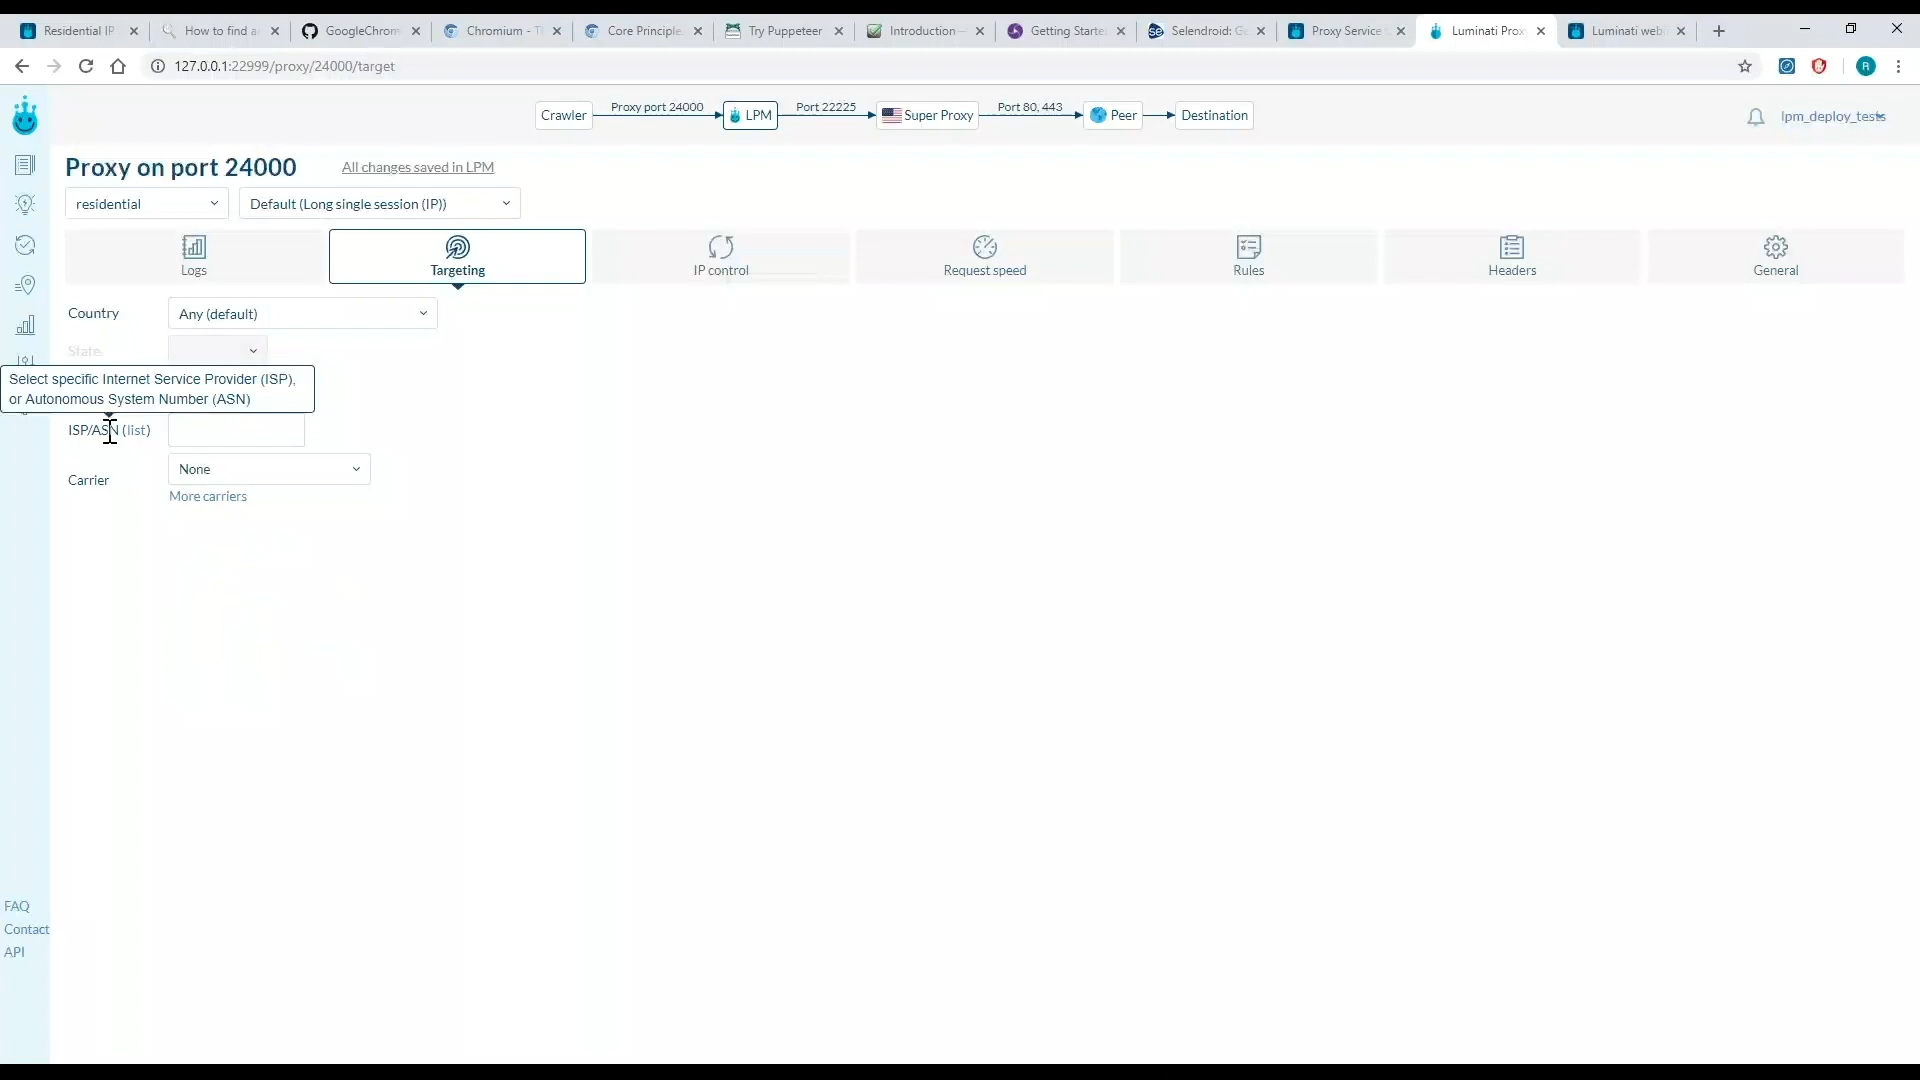 Residential IP
How to find a
GoogleChrom
Chromium - T
Core Principle
Try Puppeteer
Introduction —
Getting Starte
Selendroid: G
Proxy Service
Luminati Prox
Luminati web
127.0.0.1:22999/proxy/24000/target
R
Crawler
Proxy port 24000
LPM
Port 22225
Super Proxy
Port 80, 443
Peer
Destination
lpm_deploy_tests
Proxy on port 24000
All changes saved in LPM
residential
Default (Long single session (IP))
Logs
Targeting
IP control
Request speed
Rules
Headers
General
Country
Any (default)
State
Select specific Internet Service Provider (ISP),
or Autonomous System Number (ASN)
ISP/ASN (list)
Carrier
None
More carriers
FAQ
Contact
API